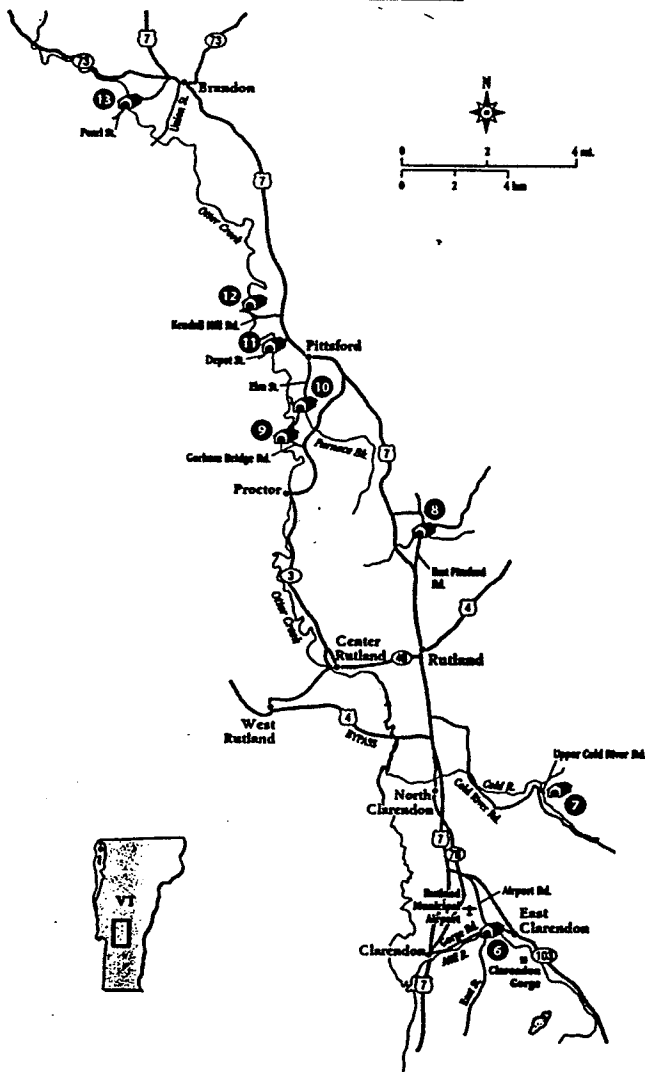 7
73
73
Brandon
13
Pearl St.
Union St.
N
0 2 4 mi.
0 2 4 km
7
Otter Creek
12
Kendall Hill Rd.
11
Depot St.
Pittsford
Elm St.
10
9
Furnace Bk.
Gorham Bridge Rd.
7
Proctor
8
3
East Pittsford
Rd.
4
Otter Creek
Center
Rutland
Rutland
West
Rutland
4
BYPASS
Upper Cold River Rd.
Cold R.
Cold River Rd.
7
North
Clarendon
7
VT
Airport Rd.
Rutland
Municipal
Airport
East
Clarendon
Gorge Rd.
Clarendon
Mill R.
6
103
Clarendon
Gorge
7
East R.